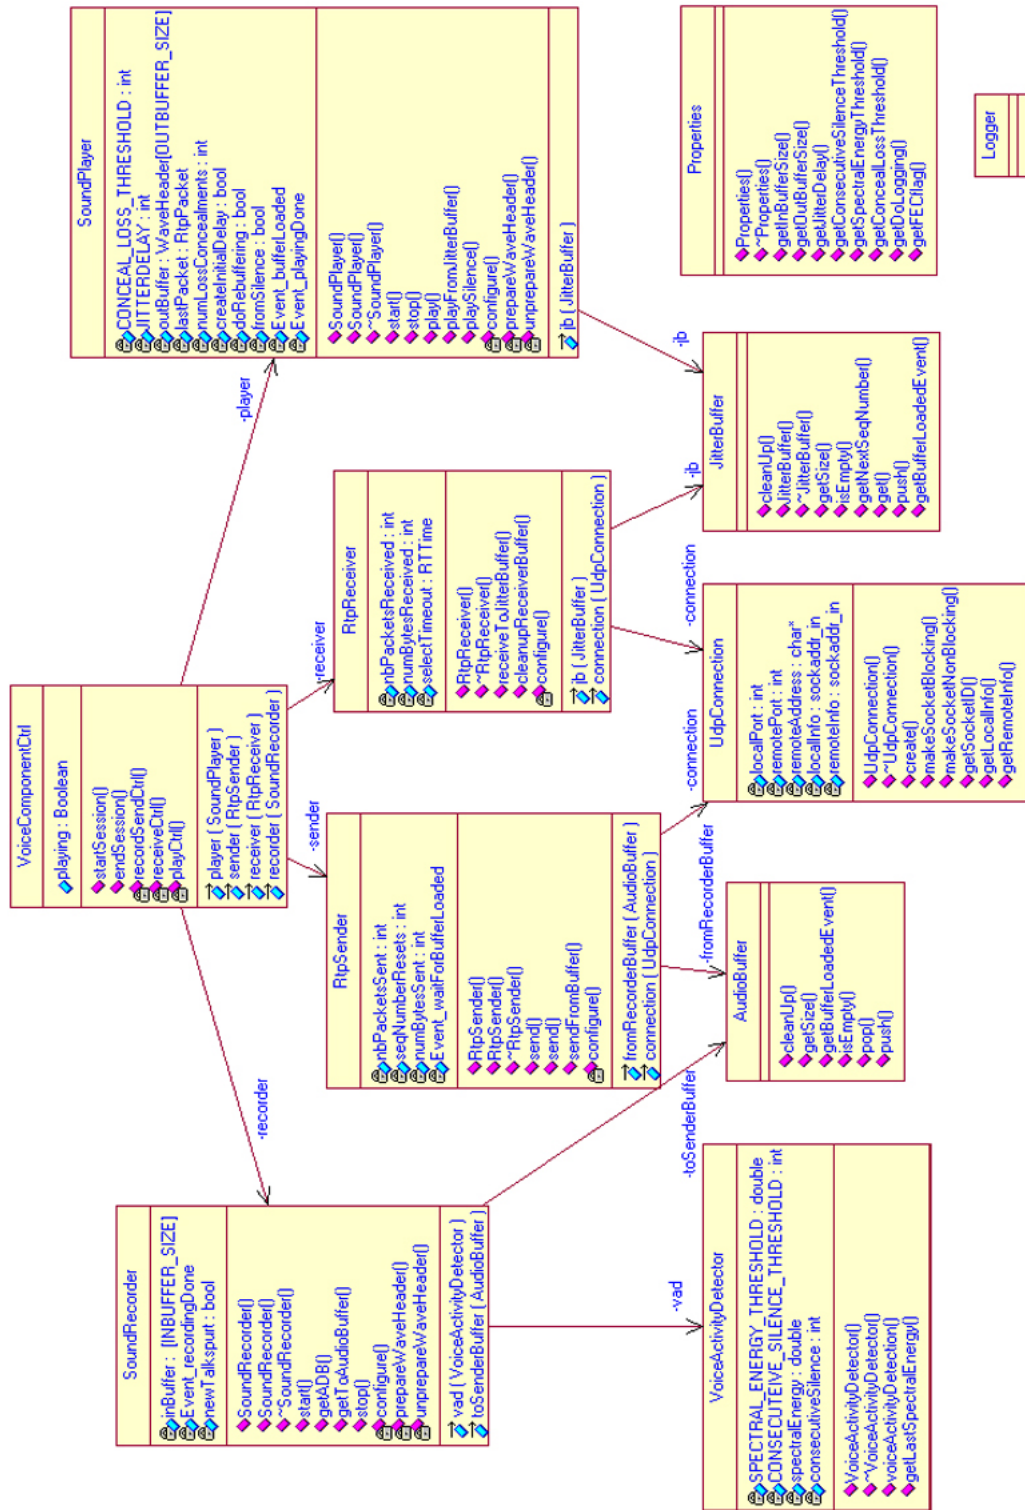 VoiceComponentCtrl
playing : Boolean
startSession()
endSession()
recordSendCtrl()
receiveCtrl()
playCtrl()
player ( SoundPlayer )
sender ( RtpSender )
receiver ( RtpReceiver )
recorder ( SoundRecorder )
-recorder
-sender
-receiver
-player
SoundRecorder
inBuffer : [INBUFFER_SIZE]
Event_recordingDone
newTalkspurt : bool
SoundRecorder()
SoundRecorder()
~SoundRecorder()
start()
getADB()
getToAudioBuffer()
stop()
configure()
prepareWaveHeader()
unprepareWaveHeader()
vad ( VoiceActivityDetector )
toSenderBuffer ( AudioBuffer )
RtpSender
nbPacketsSent : int
seqNumberResets : int
numBytesSent : int
Event_waitForBufferLoaded
RtpSender()
RtpSender()
~RtpSender()
send()
send()
sendFromBuffer()
configure()
fromRecorderBuffer ( AudioBuffer )
connection ( UdpConnection )
RtpReceiver
nbPacketsReceived : int
numBytesReceived : int
selectTimeout : RTTime
RtpReceiver()
~RtpReceiver()
receiveToJitterBuffer()
cleanupReceiverBuffer()
configure()
jb ( JitterBuffer )
connection ( UdpConnection )
SoundPlayer
CONCEAL_LOSS_THRESHOLD : int
JITTERDELAY : int
outBuffer : WaveHeader[OUTBUFFER_SIZE]
lastPacket : RtpPacket
numLossConcealments : int
createInitialDelay : bool
doRebuffering : bool
fromSilence : bool
Event_bufferLoaded
Event_playingDone
SoundPlayer()
SoundPlayer()
~SoundPlayer()
start()
stop()
play()
playFromJitterBuffer()
playSilence()
configure()
prepareWaveHeader()
unprepareWaveHeader()
jb ( JitterBuffer )
-vad
-toSenderBuffer
-fromRecorderBuffer
-connection
-connection
-jb
-jb
VoiceActivityDetector
SPECTRAL_ENERGY_THRESHOLD : double
CONSECUTEIVE_SILENCE_THRESHOLD : int
spectralEnergy : double
consecutiveSilence : int
VoiceActivityDetector()
~VoiceActivityDetector()
voiceActivityDetection()
getLastSpectralEnergy()
AudioBuffer
cleanUp()
getSize()
getBufferLoadedEvent()
isEmpty()
pop()
push()
UdpConnection
localPort : int
remotePort : int
remoteAddress : char*
localInfo : sockaddr_in
remoteInfo : sockaddr_in
UdpConnection()
~UdpConnection()
create()
makeSocketBlocking()
makeSocketNonBlocking()
getSocketID()
getLocalInfo()
getRemoteInfo()
JitterBuffer
cleanUp()
JitterBuffer()
~JitterBuffer()
getSize()
isEmpty()
getNextSeqNumber()
get()
push()
getBufferLoadedEvent()
Properties
Properties()
~Properties()
getInBufferSize()
getOutBufferSize()
getJitterDelay()
getConsecutiveSilenceThreshold()
getSpectralEnergyThreshold()
getConcealLossThreshold()
getDoLogging()
getFECflag()
Logger